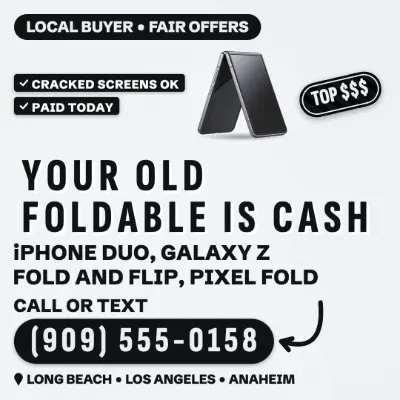 LOCAL BUYER • FAIR OFFERS
✓ CRACKED SCREENS OK
✓ PAID TODAY
TOP $$$
YOUR OLD
FOLDABLE IS CASH
iPHONE DUO, GALAXY Z
FOLD AND FLIP, PIXEL FOLD
CALL OR TEXT
(909) 555-0158
LONG BEACH • LOS ANGELES • ANAHEIM